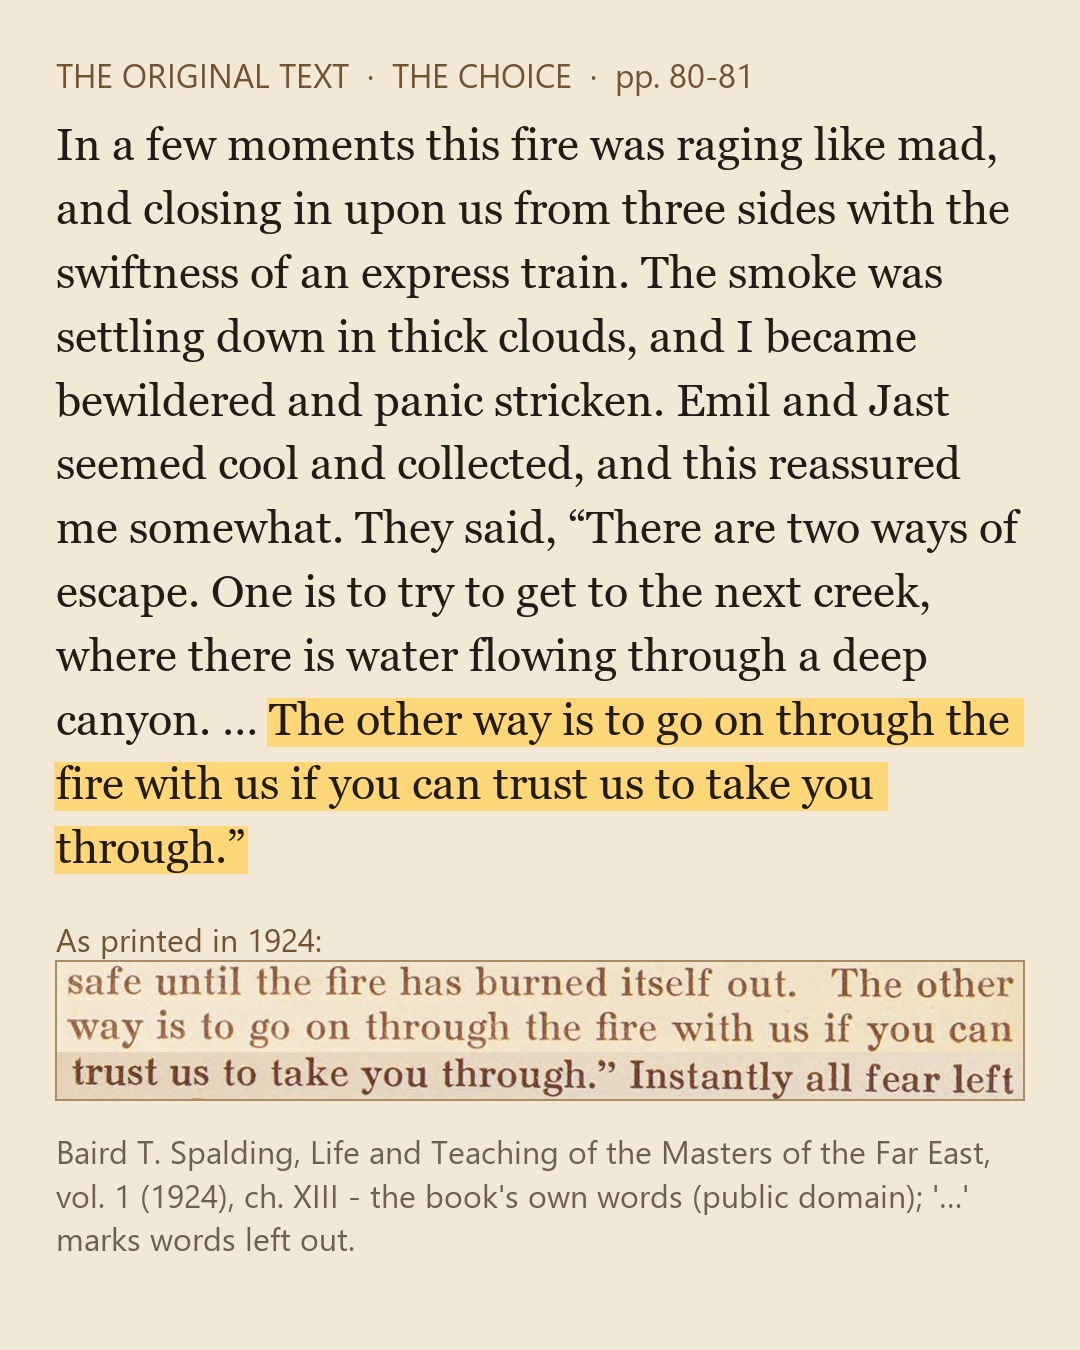 THE ORIGINAL TEXT · THE CHOICE · pp. 80-81
In a few moments this fire was raging like mad,
and closing in upon us from three sides with the
swiftness of an express train. The smoke was
settling down in thick clouds, and I became
bewildered and panic stricken. Emil and Jast
seemed cool and collected, and this reassured
me somewhat. They said, “There are two ways of
escape. One is to try to get to the next creek,
where there is water flowing through a deep
canyon. ... The other way is to go on through the
fire with us if you can trust us to take you
through.”
As printed in 1924:
safe until the fire has burned itself out. The other
way is to go on through the fire with us if you can
trust us to take you through.” Instantly all fear left
Baird T. Spalding, Life and Teaching of the Masters of the Far East,
vol. 1 (1924), ch. XIII - the book's own words (public domain); '...'
marks words left out.